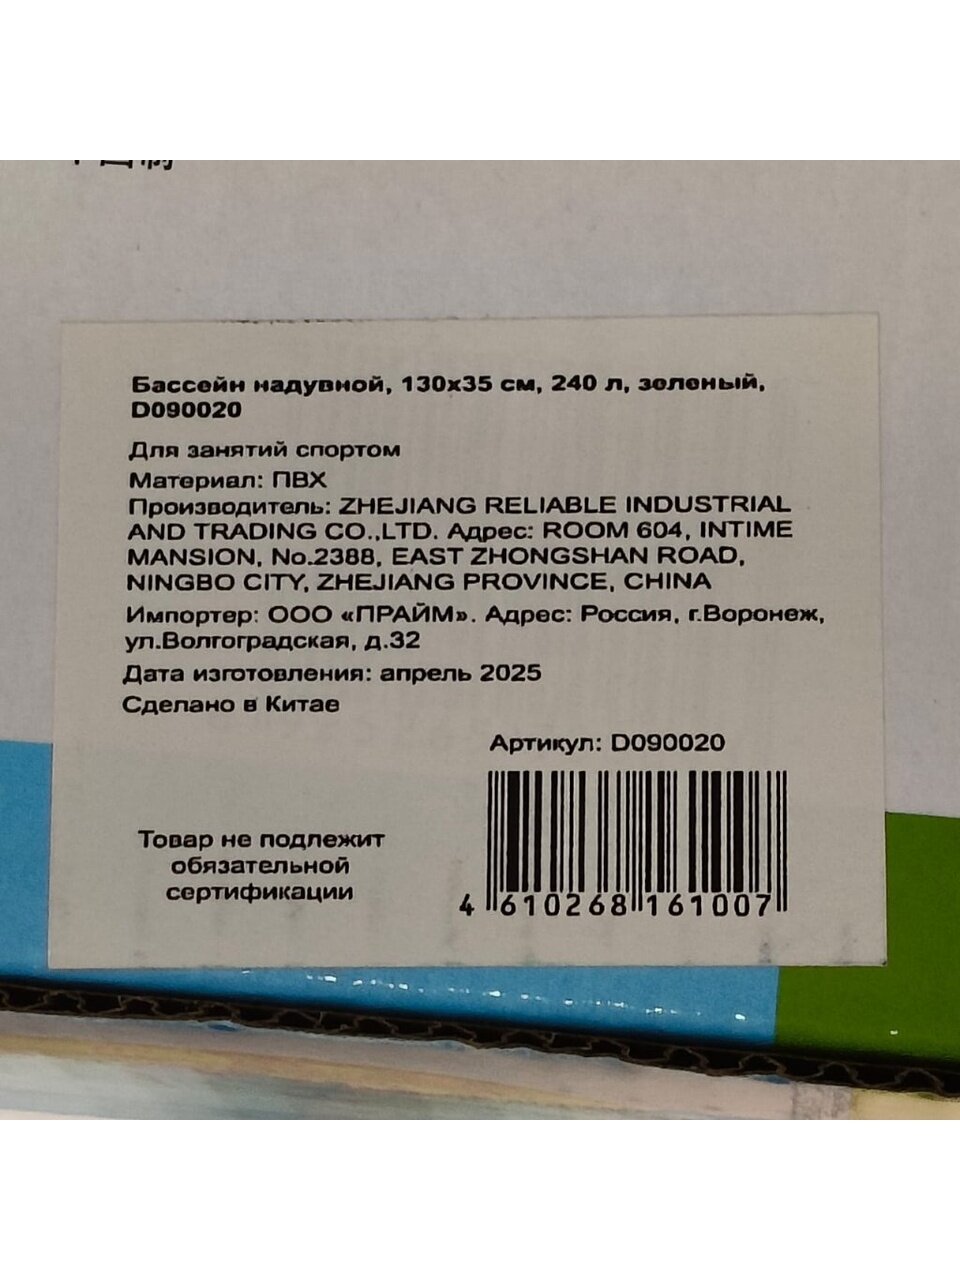 Бассейн надувной, 130х35 см, 240 л, зеленый,
D090020
Для занятий спортом
Материал: ПВХ
Производитель: ZHEJIANG RELIABLE INDUSTRIAL
AND TRADING CO.,LTD. Адрес: ROOM 604, INTIME
MANSION, No.2388, EAST ZHONGSHAN ROAD,
NINGBO CITY, ZHEJIANG PROVINCE, CHINA
Импортер: ООО «ПРАЙМ». Адрес: Россия, г.Воронеж,
ул.Волгоградская, д.32
Дата изготовления: апрель 2025
Сделано в Китае
Артикул: D090020
Товар не подлежит
обязательной
сертификации
4 610268 161007